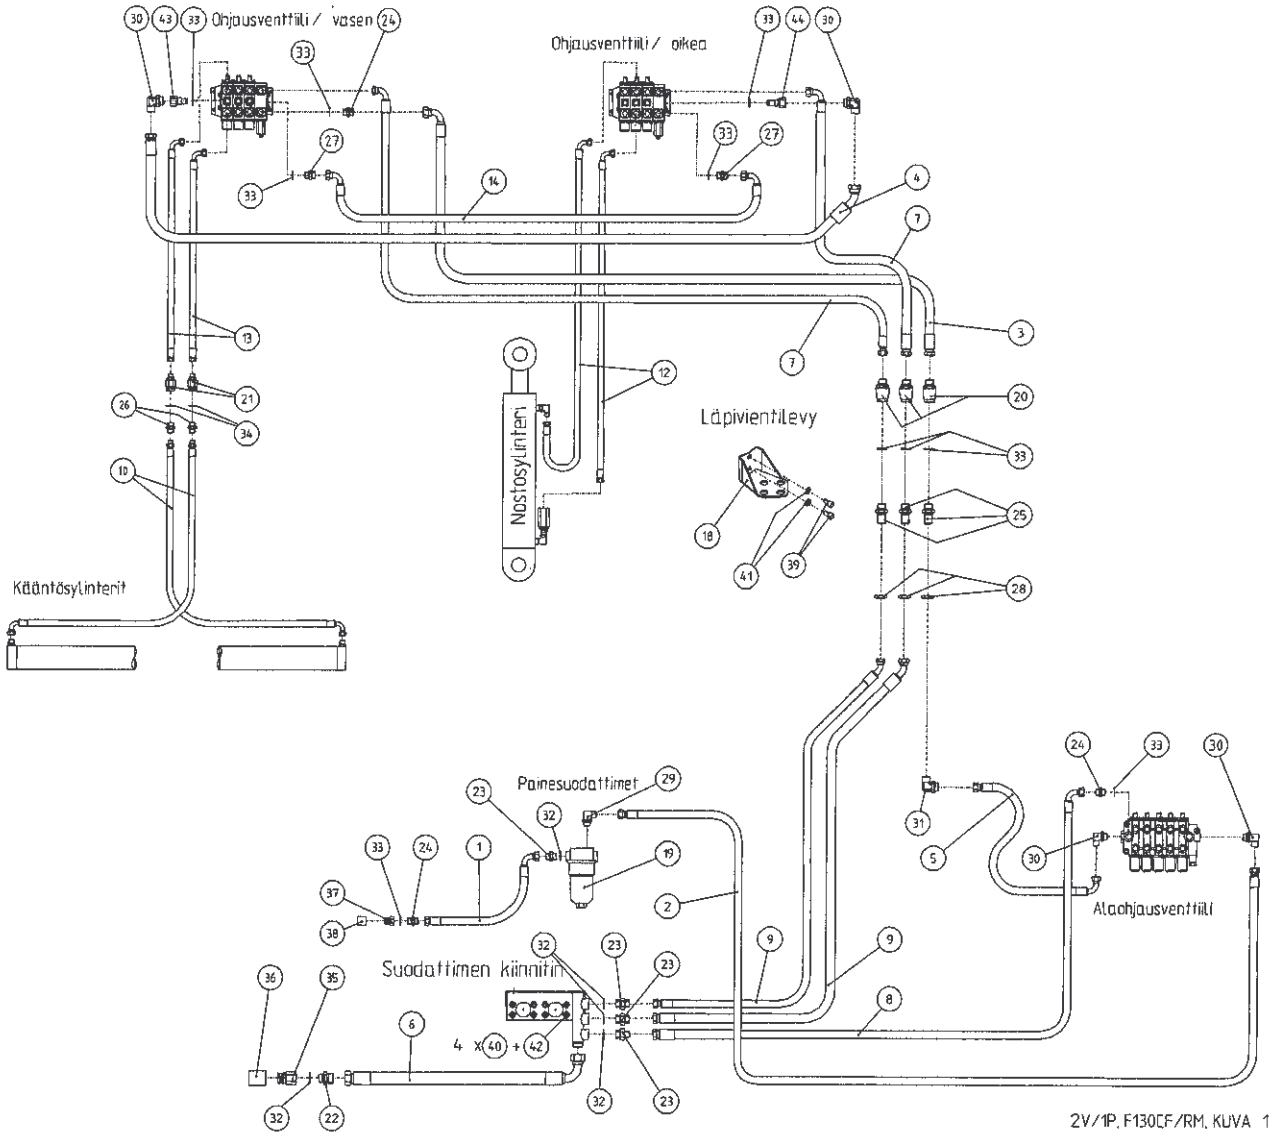 30 43 33 Ohjausventtiili / vasen 24
33
Ohjausventtiili / oikea
33 44 30
33 27
33 27
14
4
7
13
7
3
12
21
26 34
20
Läpivientilevy
33
10
Nostosylinteri
18 41 39
25
28
Kääntösylinterit
24 33 30
Painesuodattimet 29
23 32
31
33 24 1
19
5
30
37
38
2
Alaohjausventtiili
32 23 23
9 9
Suodattimen kiinnitin
36 35
6
8
4 x 40 + 42
32 22
32 23
2V/1P, F130CF/RM, KUVA 1